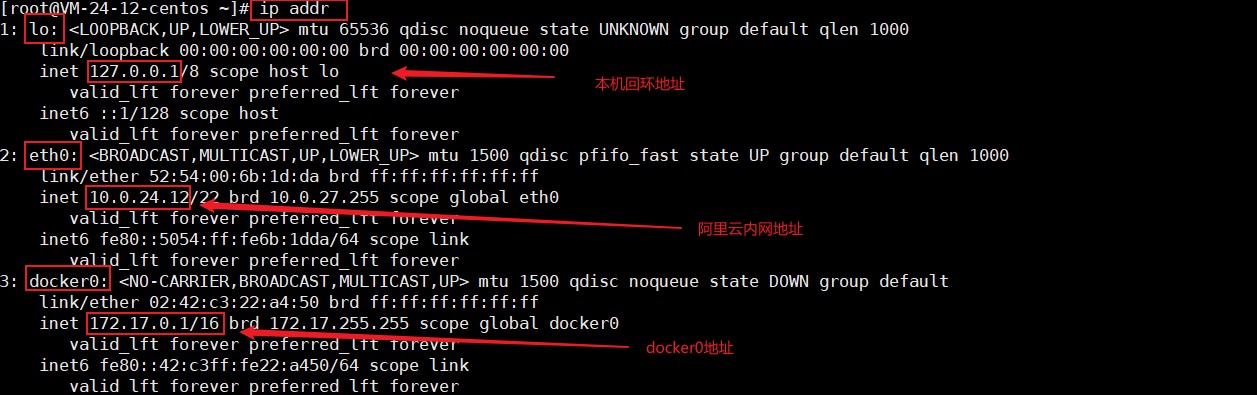 [root@VM-24-12-centos ~]# ip addr
1: lo: <LOOPBACK,UP,LOWER_UP> mtu 65536 qdisc noqueue state UNKNOWN group default qlen 1000
link/loopback 00:00:00:00:00:00 brd 00:00:00:00:00:00
inet 127.0.0.1/8 scope host lo
本机回环地址
valid_lft forever preferred_lft forever
inet6 ::1/128 scope host
valid_lft forever preferred_lft forever
2: eth0: <BROADCAST,MULTICAST,UP,LOWER_UP> mtu 1500 qdisc pfifo_fast state UP group default qlen 1000
link/ether 52:54:00:6b:1d:da brd ff:ff:ff:ff:ff:ff
inet 10.0.24.12/22 brd 10.0.27.255 scope global eth0
valid_lft forever preferred_lft forever
阿里云内网地址
inet6 fe80::5054:ff:fe6b:1dda/64 scope link
valid_lft forever preferred_lft forever
3: docker0: <NO-CARRIER,BROADCAST,MULTICAST,UP> mtu 1500 qdisc noqueue state DOWN group default
link/ether 02:42:c3:22:a4:50 brd ff:ff:ff:ff:ff:ff
inet 172.17.0.1/16 brd 172.17.255.255 scope global docker0
valid_lft forever preferred_lft forever
docker0地址
inet6 fe80::42:c3ff:fe22:a450/64 scope link
valid_lft forever preferred_lft forever